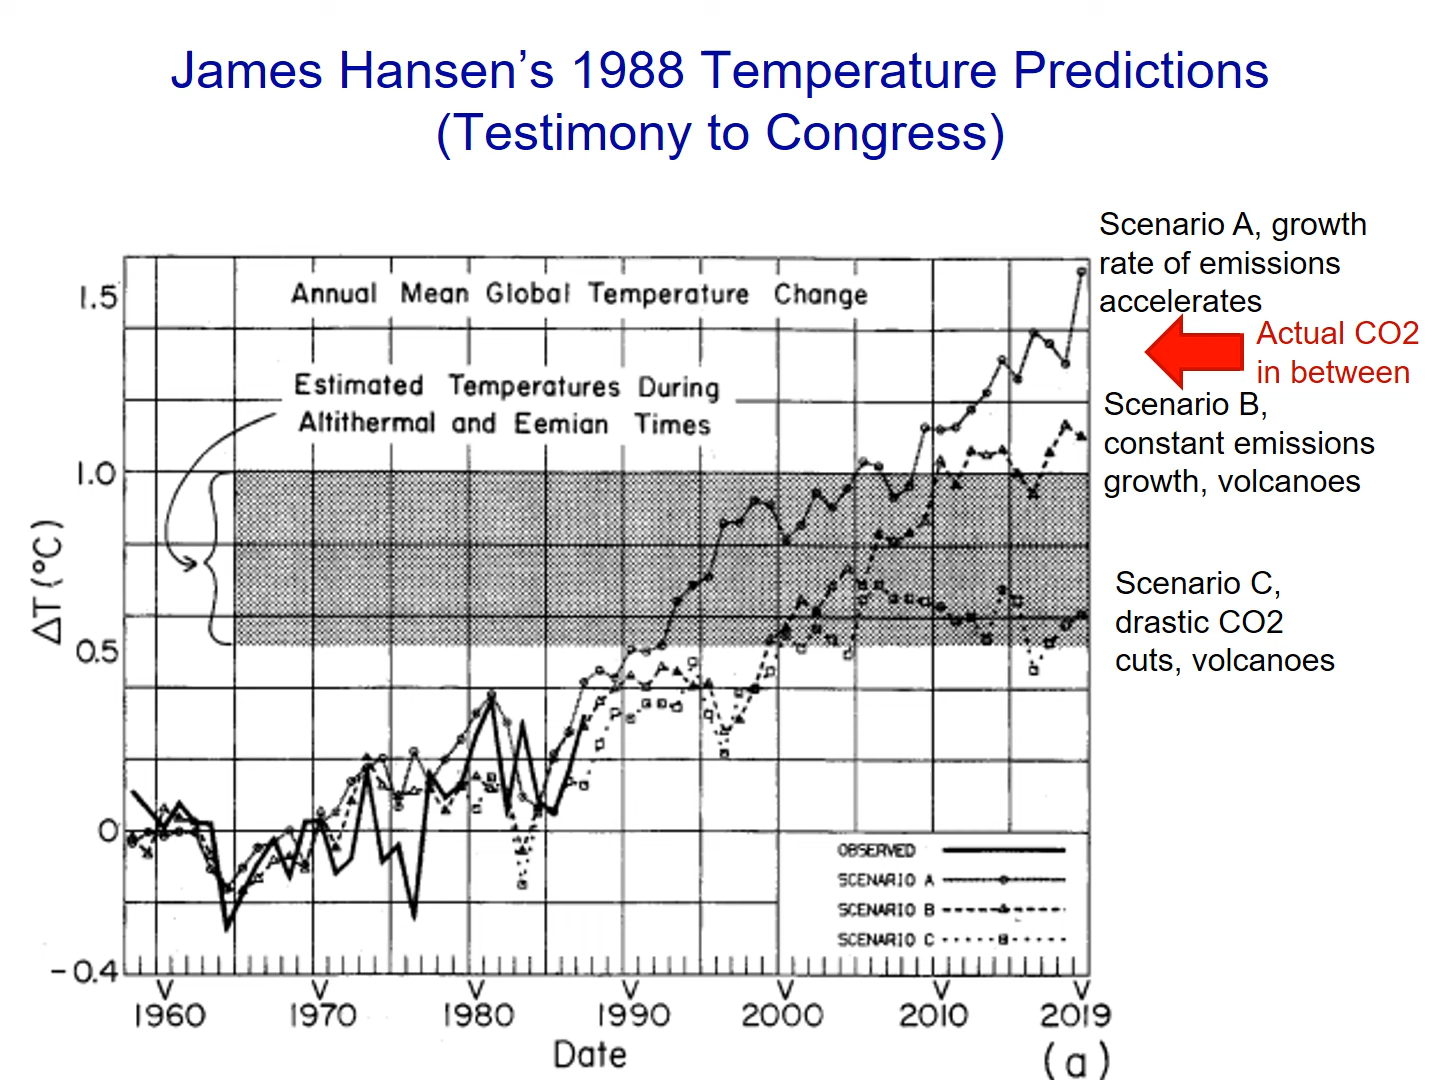 James Hansen’s 1988 Temperature Predictions
(Testimony to Congress)
Scenario A, growth
rate of emissions
accelerates
Actual CO2
in between
Scenario B,
constant emissions
growth, volcanoes
Scenario C,
drastic CO2
cuts, volcanoes
Annual Mean Global Temperature Change
Estimated Temperatures During
Altithermal and Eemian Times
1.5
1.0
0.5
0
-0.4
ΔT (°C)
OBSERVED
SCENARIO A
SCENARIO B
SCENARIO C
1960 1970 1980 1990 2000 2010 2019
Date
(a)